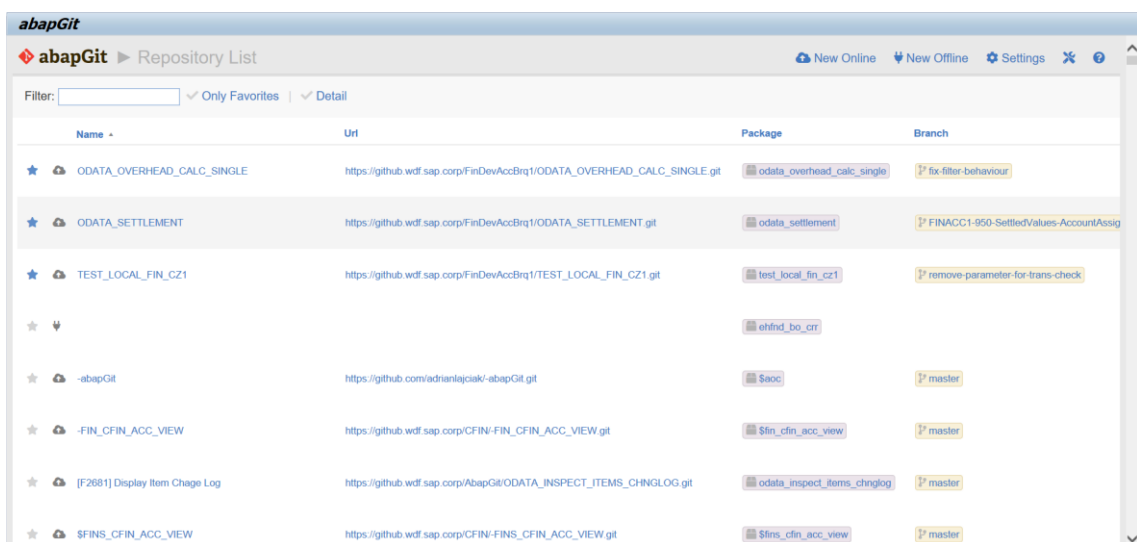 abapGit
abapGit ▶ Repository List New Online New Offline Settings
Filter: Only Favorites | Detail
Name Url Package Branch
ODATA_OVERHEAD_CALC_SINGLE https://github.wdf.sap.corp/FinDevAccBrq1/ODATA_OVERHEAD_CALC_SINGLE.git odata_overhead_calc_single fix-filter-behaviour
ODATA_SETTLEMENT https://github.wdf.sap.corp/FinDevAccBrq1/ODATA_SETTLEMENT.git odata_settlement FINACC1-950-SettledValues-AccountAssig
TEST_LOCAL_FIN_CZ1 https://github.wdf.sap.corp/FinDevAccBrq1/TEST_LOCAL_FIN_CZ1.git test_local_fin_cz1 remove-parameter-for-trans-check
ehfnd_bo_crr
-abapGit https://github.com/adrianlajciak/-abapGit.git $aoc master
-FIN_CFIN_ACC_VIEW https://github.wdf.sap.corp/CFIN/-FIN_CFIN_ACC_VIEW.git $fin_cfin_acc_view master
[F2681] Display Item Chage Log https://github.wdf.sap.corp/AbapGit/ODATA_INSPECT_ITEMS_CHNGLOG.git odata_inspect_items_chnglog master
$FINS_CFIN_ACC_VIEW https://github.wdf.sap.corp/CFIN/-FINS_CFIN_ACC_VIEW.git $fins_cfin_acc_view master